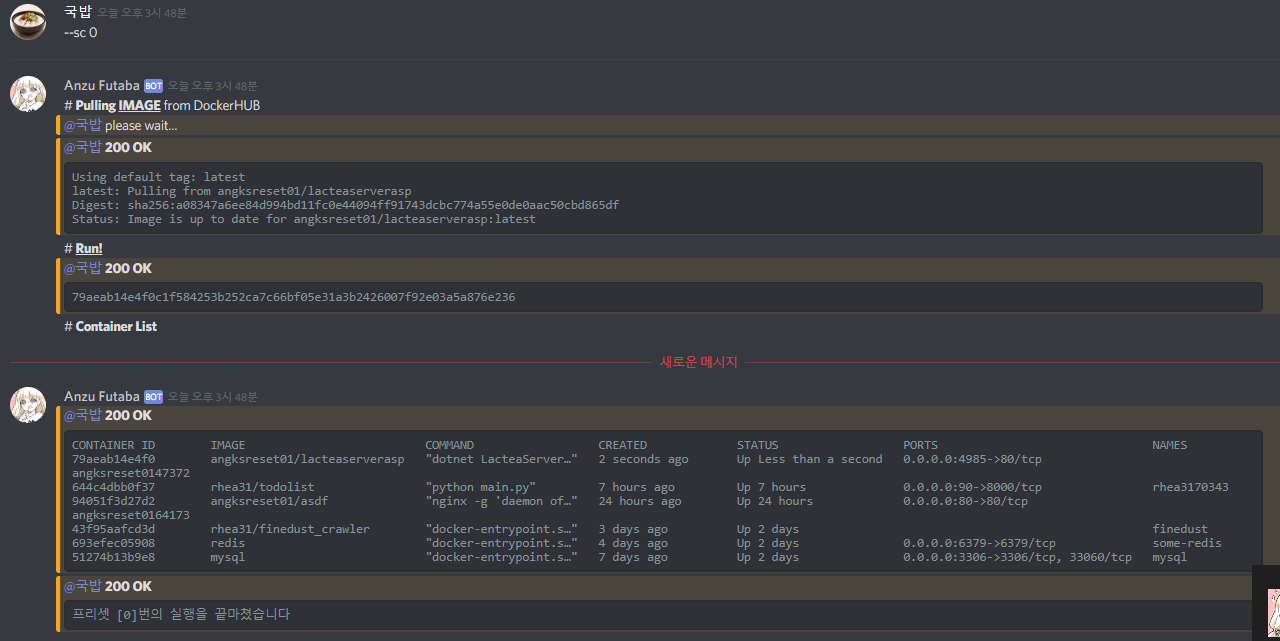 국밥 오늘 오후 3시 48분
--sc 0
Anzu Futaba BOT 오늘 오후 3시 48분
# Pulling IMAGE from DockerHUB
@국밥 please wait...
@국밥 200 OK
Using default tag: latest
latest: Pulling from angksreset01/lacteaserverasp
Digest: sha256:a08347a6ee84d994bd11fc0e44094ff91743dcbc774a55e0de0aac50cbd865df
Status: Image is up to date for angksreset01/lacteaserverasp:latest
# Run!
@국밥 200 OK
79aeab14e4f0c1f584253b252ca7c66bf05e31a3b2426007f92e03a5a876e236
# Container List
새로운 메시지
Anzu Futaba BOT 오늘 오후 3시 48분
@국밥 200 OK
CONTAINER ID IMAGE COMMAND CREATED STATUS PORTS NAMES
79aeab14e4f0 angksreset01/lacteaserverasp "dotnet LacteaServer…" 2 seconds ago Up Less than a second 0.0.0.0:4985->80/tcp
angksreset0147372
644c4dbb0f37 rhea31/todolist "python main.py" 7 hours ago Up 7 hours 0.0.0.0:90->8000/tcp rhea3170343
94051f3d27d2 angksreset01/asdf "nginx -g 'daemon of…" 24 hours ago Up 24 hours 0.0.0.0:80->80/tcp
angksreset0164173
43f95aafcd3d rhea31/finedust_crawler "docker-entrypoint.s…" 3 days ago Up 2 days finedust
693efec05908 redis "docker-entrypoint.s…" 4 days ago Up 2 days 0.0.0.0:6379->6379/tcp some-redis
51274b13b9e8 mysql "docker-entrypoint.s…" 7 days ago Up 2 days 0.0.0.0:3306->3306/tcp, 33060/tcp mysql
@국밥 200 OK
프리셋 [0]번의 실행을 끝마쳤습니다